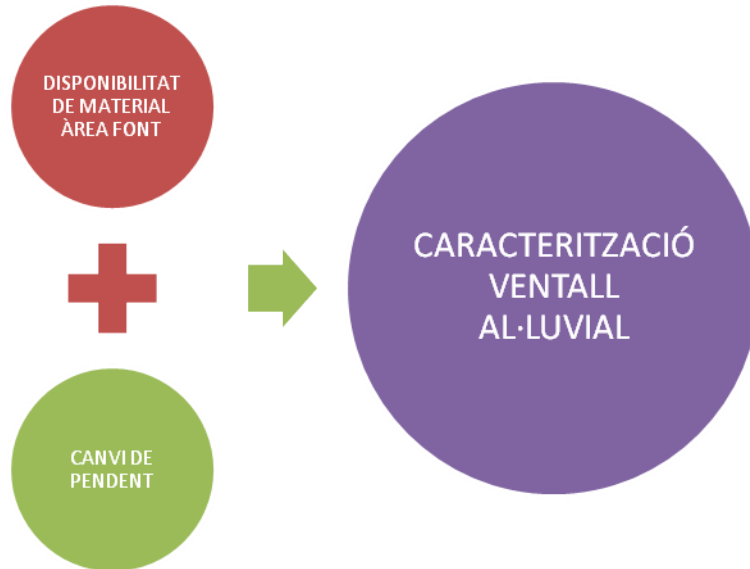 DISPONIBILITAT
DE MATERIAL
ÀREA FONT
CANVI DE
PENDENT
CARACTERITZACIÓ
VENTALL
AL·LUVIAL